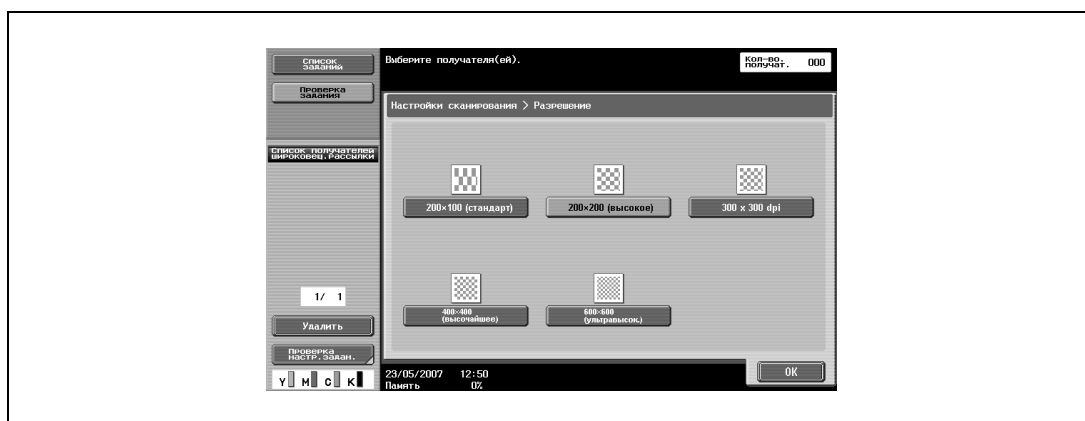 Список
заданий
Выберите получателя(ей).
Кол-во.
получат.
000
Проверка
задания
Настройки сканирования > Разрешение
Список получателей
широковещ.рассылки
200×100 (стандарт)
200×200 (высокое)
300 x 300 dpi
400×400
(высочайшее)
600×600
(ультравысок.)
1/ 1
Удалить
Проверка
настр.задан.
OK
Y M C K
23/05/2007 12:50
Память 0%